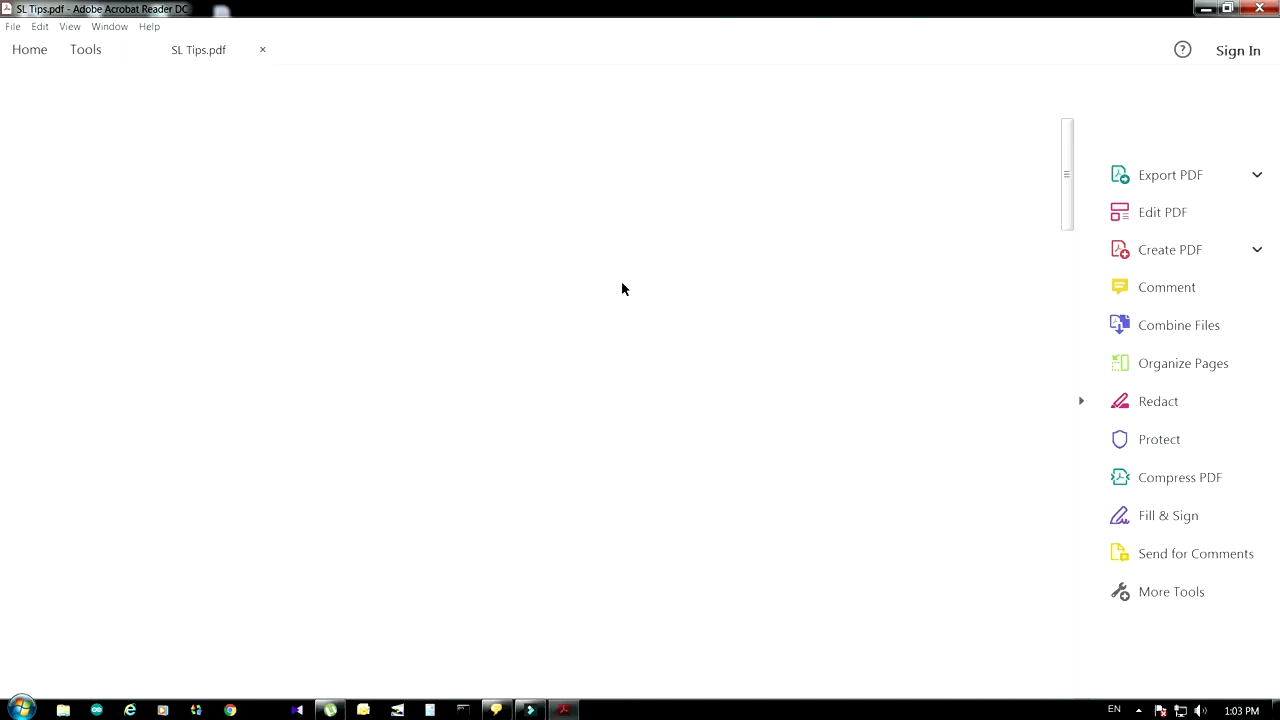 SL Tips.pdf - Adobe Acrobat Reader DC
File Edit View Window Help
Home Tools SL Tips.pdf × ? Sign In
Export PDF
Edit PDF
Create PDF
Comment
Combine Files
Organize Pages
Redact
Protect
Compress PDF
Fill & Sign
Send for Comments
More Tools
EN 1:03 PM